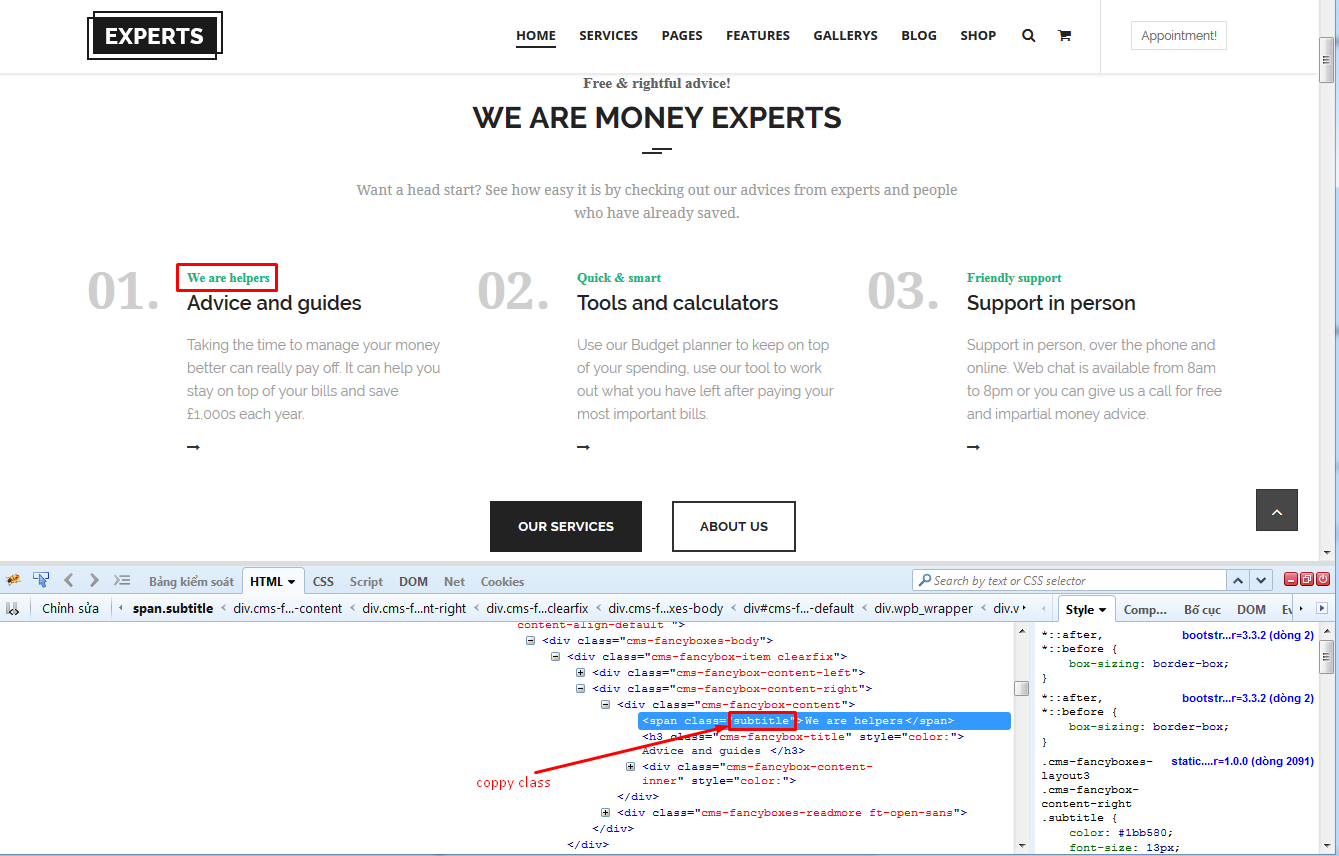 EXPERTS
HOME SERVICES PAGES FEATURES GALLERYS BLOG SHOP Appointment!
Free & rightful advice!
WE ARE MONEY EXPERTS
Want a head start? See how easy it is by checking out our advices from experts and people
who have already saved.
01.
We are helpers
Advice and guides
Taking the time to manage your money
better can really pay off. It can help you
stay on top of your bills and save
£1,000s each year.
02.
Quick & smart
Tools and calculators
Use our Budget planner to keep on top
of your spending, use our tool to work
out what you have left after paying your
most important bills.
03.
Friendly support
Support in person
Support in person, over the phone and
online. Web chat is available from 8am
to 8pm or you can give us a call for free
and impartial money advice.
OUR SERVICES ABOUT US
Bảng kiểm soát HTML CSS Script DOM Net Cookies Search by text or CSS selector
Chỉnh sửa span.subtitle < div.cms-f...-content < div.cms-f...nt-right < div.cms-f...clearfix < div.cms-f...xes-body < div#cms-f...-default < div.wpb_wrapper < div.v
Style Comp... Bố cục DOM Ev
content-align-default ">
<div class="cms-fancyboxes-body">
<div class="cms-fancybox-item clearfix">
<div class="cms-fancybox-content-left">
<div class="cms-fancybox-content-right">
<div class="cms-fancybox-content">
<span class="subtitle">We are helpers</span>
<h3 class="cms-fancybox-title" style="color:">
Advice and guides </h3>
<div class="cms-fancybox-content-
inner" style="color:">
</div>
<div class="cms-fancyboxes-readmore ft-open-sans">
</div>
</div>
coppy class
*::after, bootstr...r=3.3.2 (dòng 2)
*::before {
box-sizing: border-box;
}
*::after, bootstr...r=3.3.2 (dòng 2)
*::before {
box-sizing: border-box;
}
.cms-fancyboxes- static....r=1.0.0 (dòng 2091)
layout3
.cms-fancybox-
content-right
.subtitle {
color: #1bb580;
font-size: 13px;